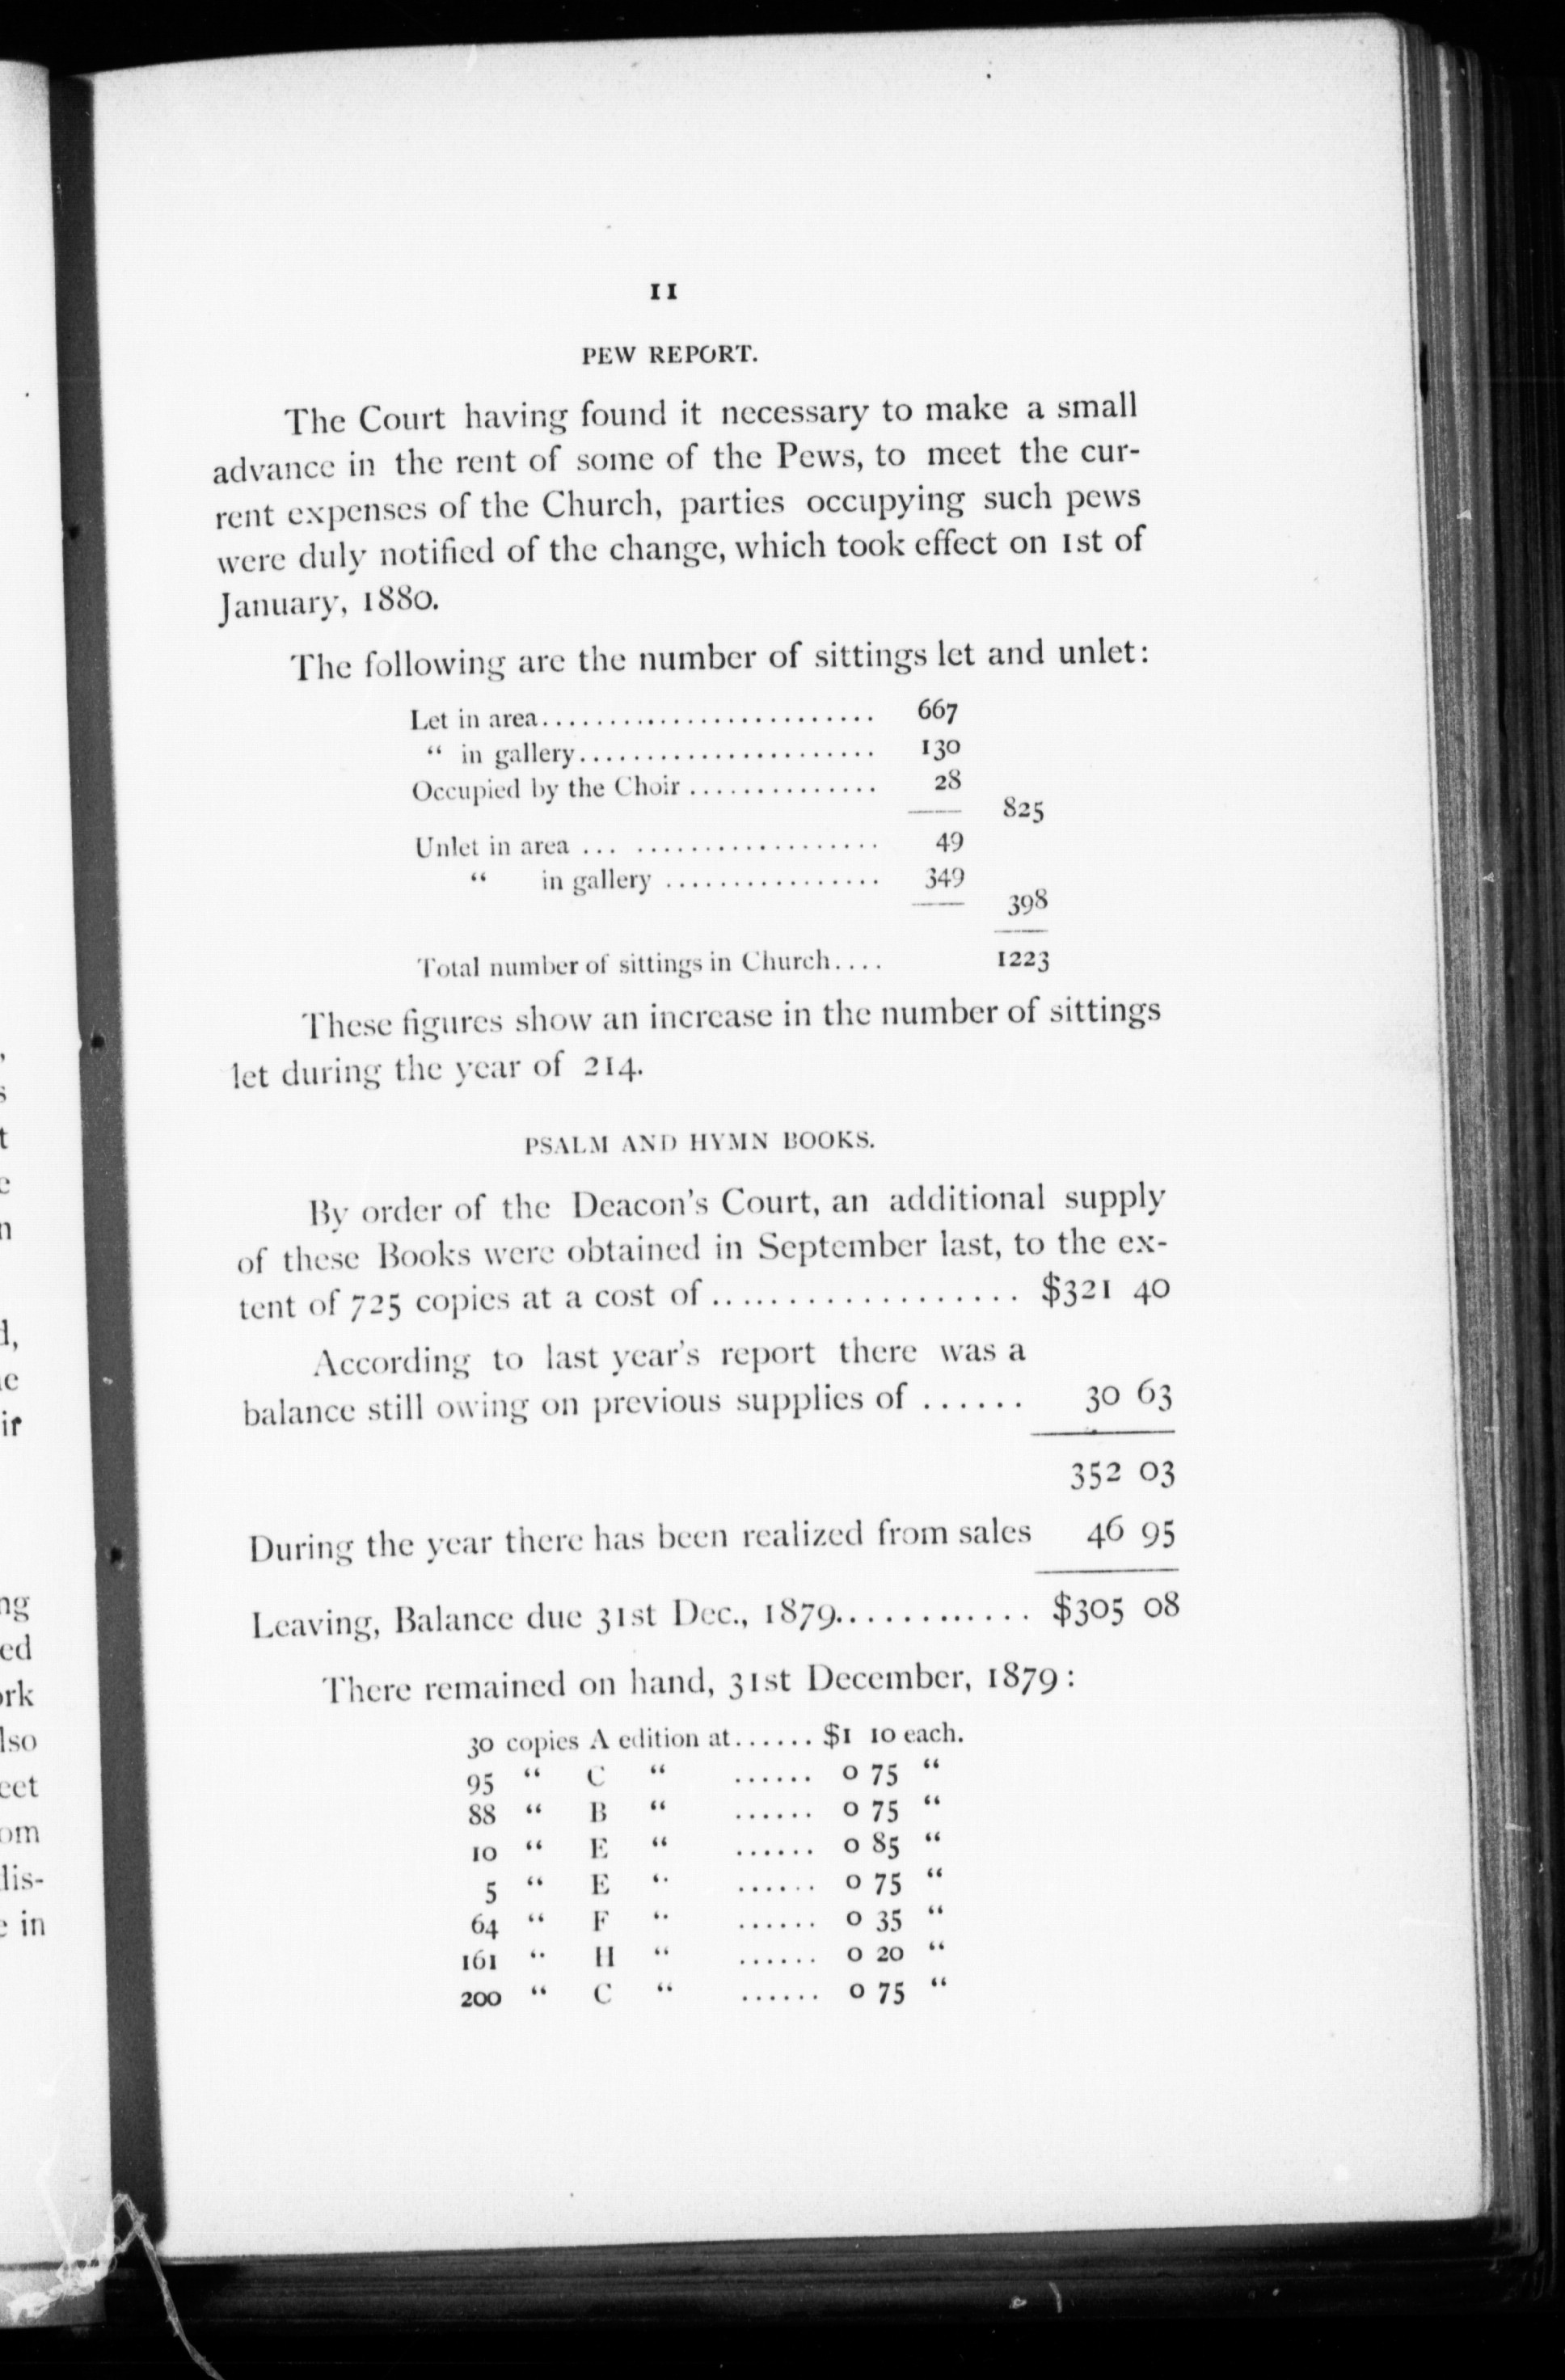 11
PEW REPORT.
The Court having found it necessary to make a small
advance in the rent of some of the Pews, to meet the cur-
rent expenses of the Church, parties occupying such pews
were duly notified of the change, which took effect on 1st of
January, 1880.
The following are the number of sittings let and unlet:
Let in area......................... 667
“ in gallery...................... 130
Occupied by the Choir .............. 28
825
Unlet in area ... .................. 49
“ in gallery ................ 349
398
Total number of sittings in Church.... 1223
These figures show an increase in the number of sittings
let during the year of 214.
PSALM AND HYMN BOOKS.
By order of the Deacon's Court, an additional supply
of these Books were obtained in September last, to the ex-
tent of 725 copies at a cost of .................. $321 40
According to last year's report there was a
balance still owing on previous supplies of ...... 30 63
352 03
During the year there has been realized from sales 46 95
Leaving, Balance due 31st Dec., 1879............ $305 08
There remained on hand, 31st December, 1879:
30 copies A edition at...... $1 10 each.
95 “ C “ ...... 0 75 “
88 “ B “ ...... 0 75 “
10 “ E “ ...... 0 85 “
5 “ E “ ...... 0 75 “
64 “ F “ ...... 0 35 “
161 “ H “ ...... 0 20 “
200 “ C “ ...... 0 75 “